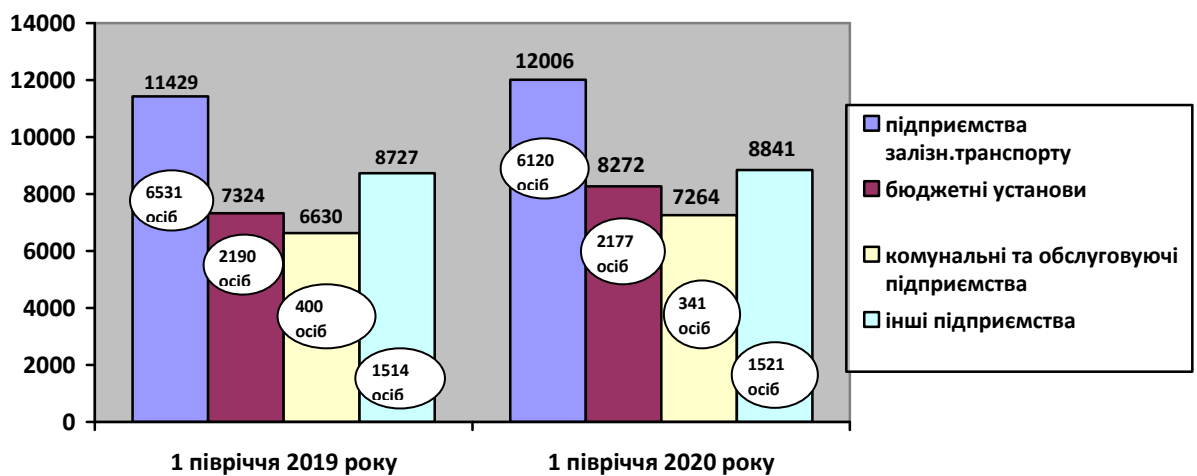 14000
12000
10000
8000
6000
4000
2000
0
11429
7324
6630
8727
12006
8272
7264
8841
6531
осіб
2190
осіб
400
осіб
1514
осіб
6120
осіб
2177
осіб
341
осіб
1521
осіб
1 півріччя 2019 року
1 півріччя 2020 року
підприємства
залізн.транспорту
бюджетні установи
комунальні та обслуговуючі
підприємства
інші підприємства